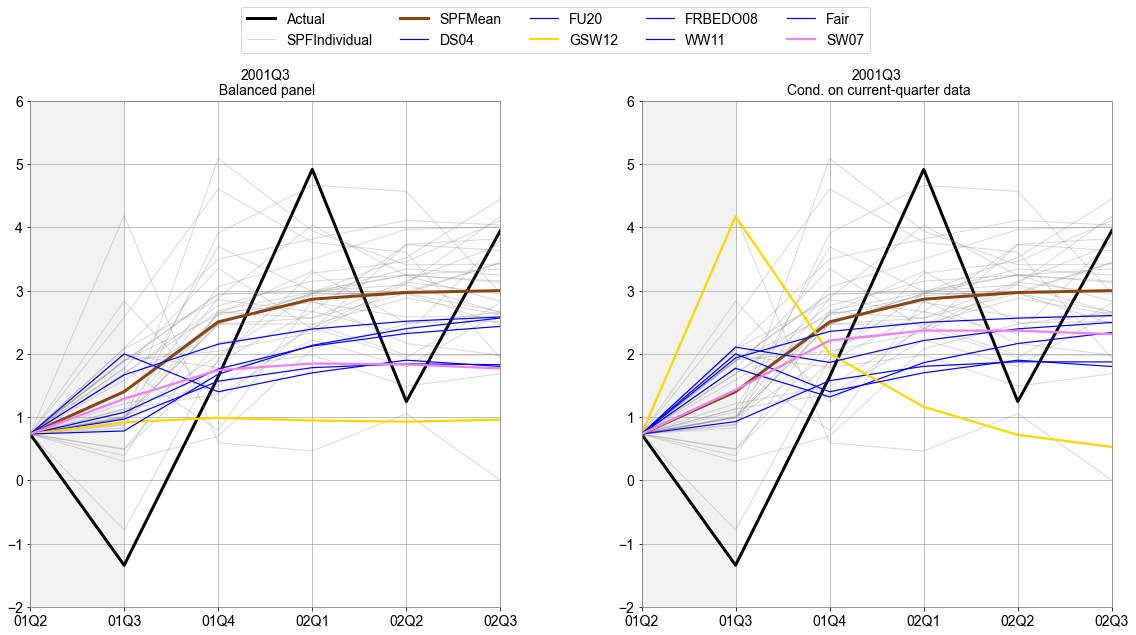 Actual SPFMean FU20 FRBEDO08 Fair
SPFIndividual DS04 GSW12 WW11 SW07
2001Q3
Balanced panel
6
5
4
3
2
1
0
−1
−2
01Q2 01Q3 01Q4 02Q1 02Q2 02Q3
2001Q3
Cond. on current-quarter data
6
5
4
3
2
1
0
−1
−2
01Q2 01Q3 01Q4 02Q1 02Q2 02Q3